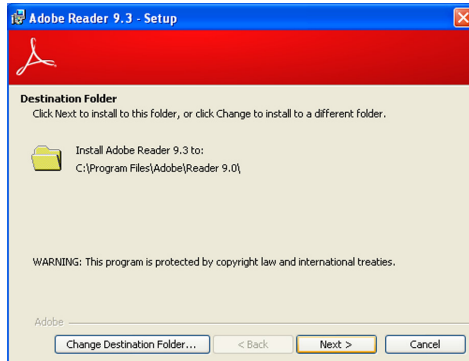 Adobe Reader 9.3 - Setup
Destination Folder
Click Next to install to this folder, or click Change to install to a different folder.
Install Adobe Reader 9.3 to:
C:\Program Files\Adobe\Reader 9.0\
WARNING: This program is protected by copyright law and international treaties.
Adobe
Change Destination Folder... < Back Next > Cancel